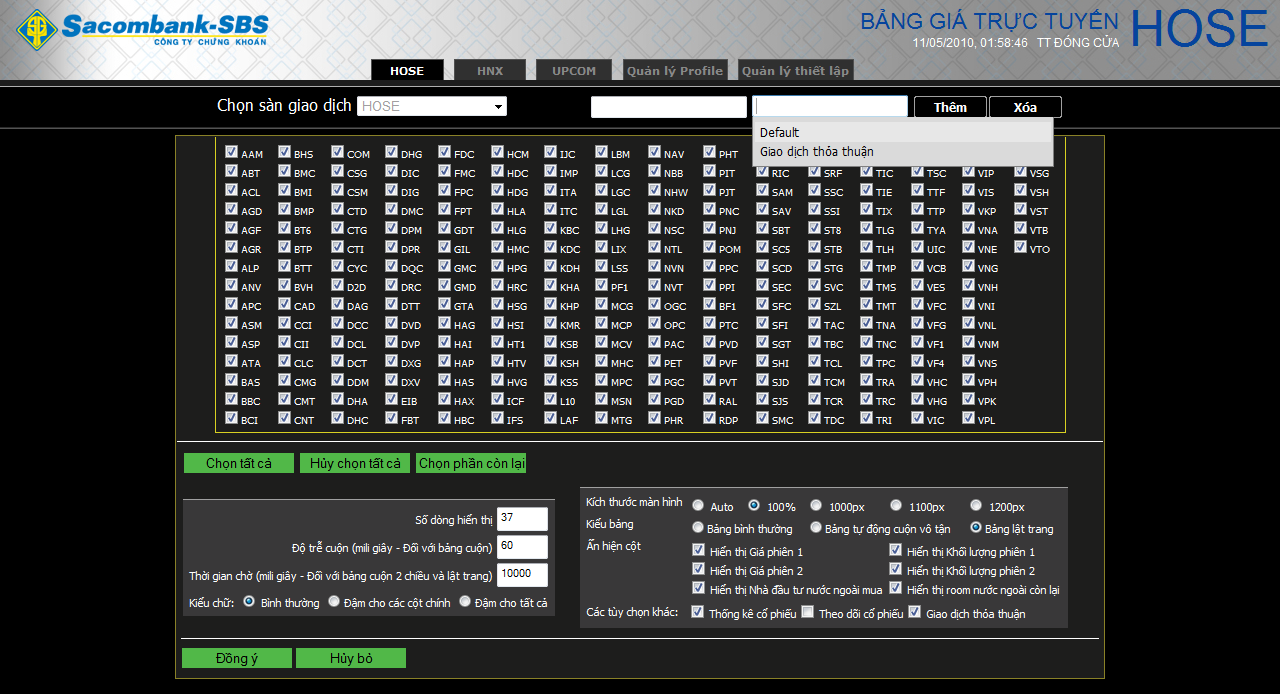 Sacombank-SBS
CÔNG TY CHỨNG KHOÁN
BẢNG GIÁ TRỰC TUYẾN HOSE
11/05/2010, 01:58:46 TT ĐÓNG CỬA
HOSE HNX UPCOM Quản lý Profile Quản lý thiết lập
Chọn sàn giao dịch HOSE Thêm Xóa
Default
Giao dịch thỏa thuận
AAM BHS COM DHG FDC HCM IJC LBM NAV PHT
ABT BMC CSG DIC FMC HDC IMP LCG NBB PIT RIC SRF TIC TSC VIP VSG
ACL BMI CSM DIG FPC HDG ITA LGC NHW PJT SAM SSC TIE TTF VIS VSH
AGD BMP CTD DMC FPT HLA ITC LGL NKD PNC SAV SSI TIX TTP VKP VST
AGF BT6 CTG DPM GDT HLG KBC LHG NSC PNJ SBT ST8 TLG TYA VNA VTB
AGR BTP CTI DPR GIL HMC KDC LIX NTL POM SC5 STB TLH UIC VNE VTO
ALP BTT CYC DQC GMC HPG KDH LSS NVN PPC SCD STG TMP VCB VNG
ANV BVH D2D DRC GMD HRC KHA PF1 NVT PPI SEC SVC TMS VES VNH
APC CAD DAG DTT GTA HSG KHP MCG OGC BF1 SFC SZL TMT VFC VNI
ASM CCI DCC DVD HAG HSI KMR MCP OPC PTC SFI TAC TNA VFG VNL
ASP CII DCL DVP HAI HT1 KSB MCV PAC PVD SGT TBC TNC VF1 VNM
ATA CLC DCT DXG HAP HTV KSH MHC PET PVF SHI TCL TPC VF4 VNS
BAS CMG DDM DXV HAS HVG KSS MPC PGC PVT SJD TCM TRA VHC VPH
BBC CMT DHA EIB HAX ICF L10 MSN PGD RAL SJS TCR TRC VHG VPK
BCI CNT DHC FBT HBC IFS LAF MTG PHR RDP SMC TDC TRI VIC VPL
Chọn tất cả Hủy chọn tất cả Chọn phần còn lại
Số dòng hiển thị 37
Độ trễ cuộn (mili giây - Đối với bảng cuộn) 60
Thời gian chờ (mili giây - Đối với bảng cuộn 2 chiều và lật trang) 10000
Kiểu chữ: Bình thường Đậm cho các cột chính Đậm cho tất cả
Kích thước màn hình Auto 100% 1000px 1100px 1200px
Kiểu bảng Bảng bình thường Bảng tự động cuộn vô tận Bảng lật trang
Ẩn hiện cột Hiển thị Giá phiên 1 Hiển thị Khối lượng phiên 1
Hiển thị Giá phiên 2 Hiển thị Khối lượng phiên 2
Hiển thị Nhà đầu tư nước ngoài mua Hiển thị room nước ngoài còn lại
Các tùy chọn khác: Thống kê cổ phiếu Theo dõi cổ phiếu Giao dịch thỏa thuận
Đồng ý Hủy bỏ